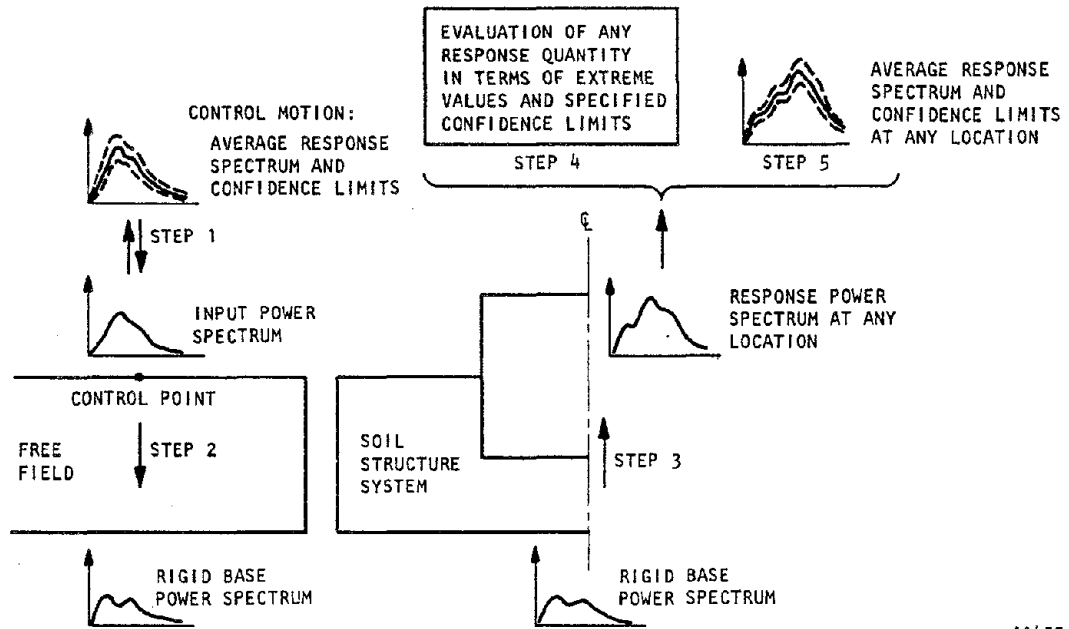 EVALUATION OF ANY
RESPONSE QUANTITY
IN TERMS OF EXTREME
VALUES AND SPECIFIED
CONFIDENCE LIMITS
STEP 4
AVERAGE RESPONSE
SPECTRUM AND
CONFIDENCE LIMITS
AT ANY LOCATION
STEP 5
CONTROL MOTION:
AVERAGE RESPONSE
SPECTRUM AND
CONFIDENCE LIMITS
STEP 1
INPUT POWER
SPECTRUM
℄
RESPONSE POWER
SPECTRUM AT ANY
LOCATION
CONTROL POINT
STEP 2
FREE
FIELD
SOIL
STRUCTURE
SYSTEM
STEP 3
RIGID BASE
POWER SPECTRUM
RIGID BASE
POWER SPECTRUM